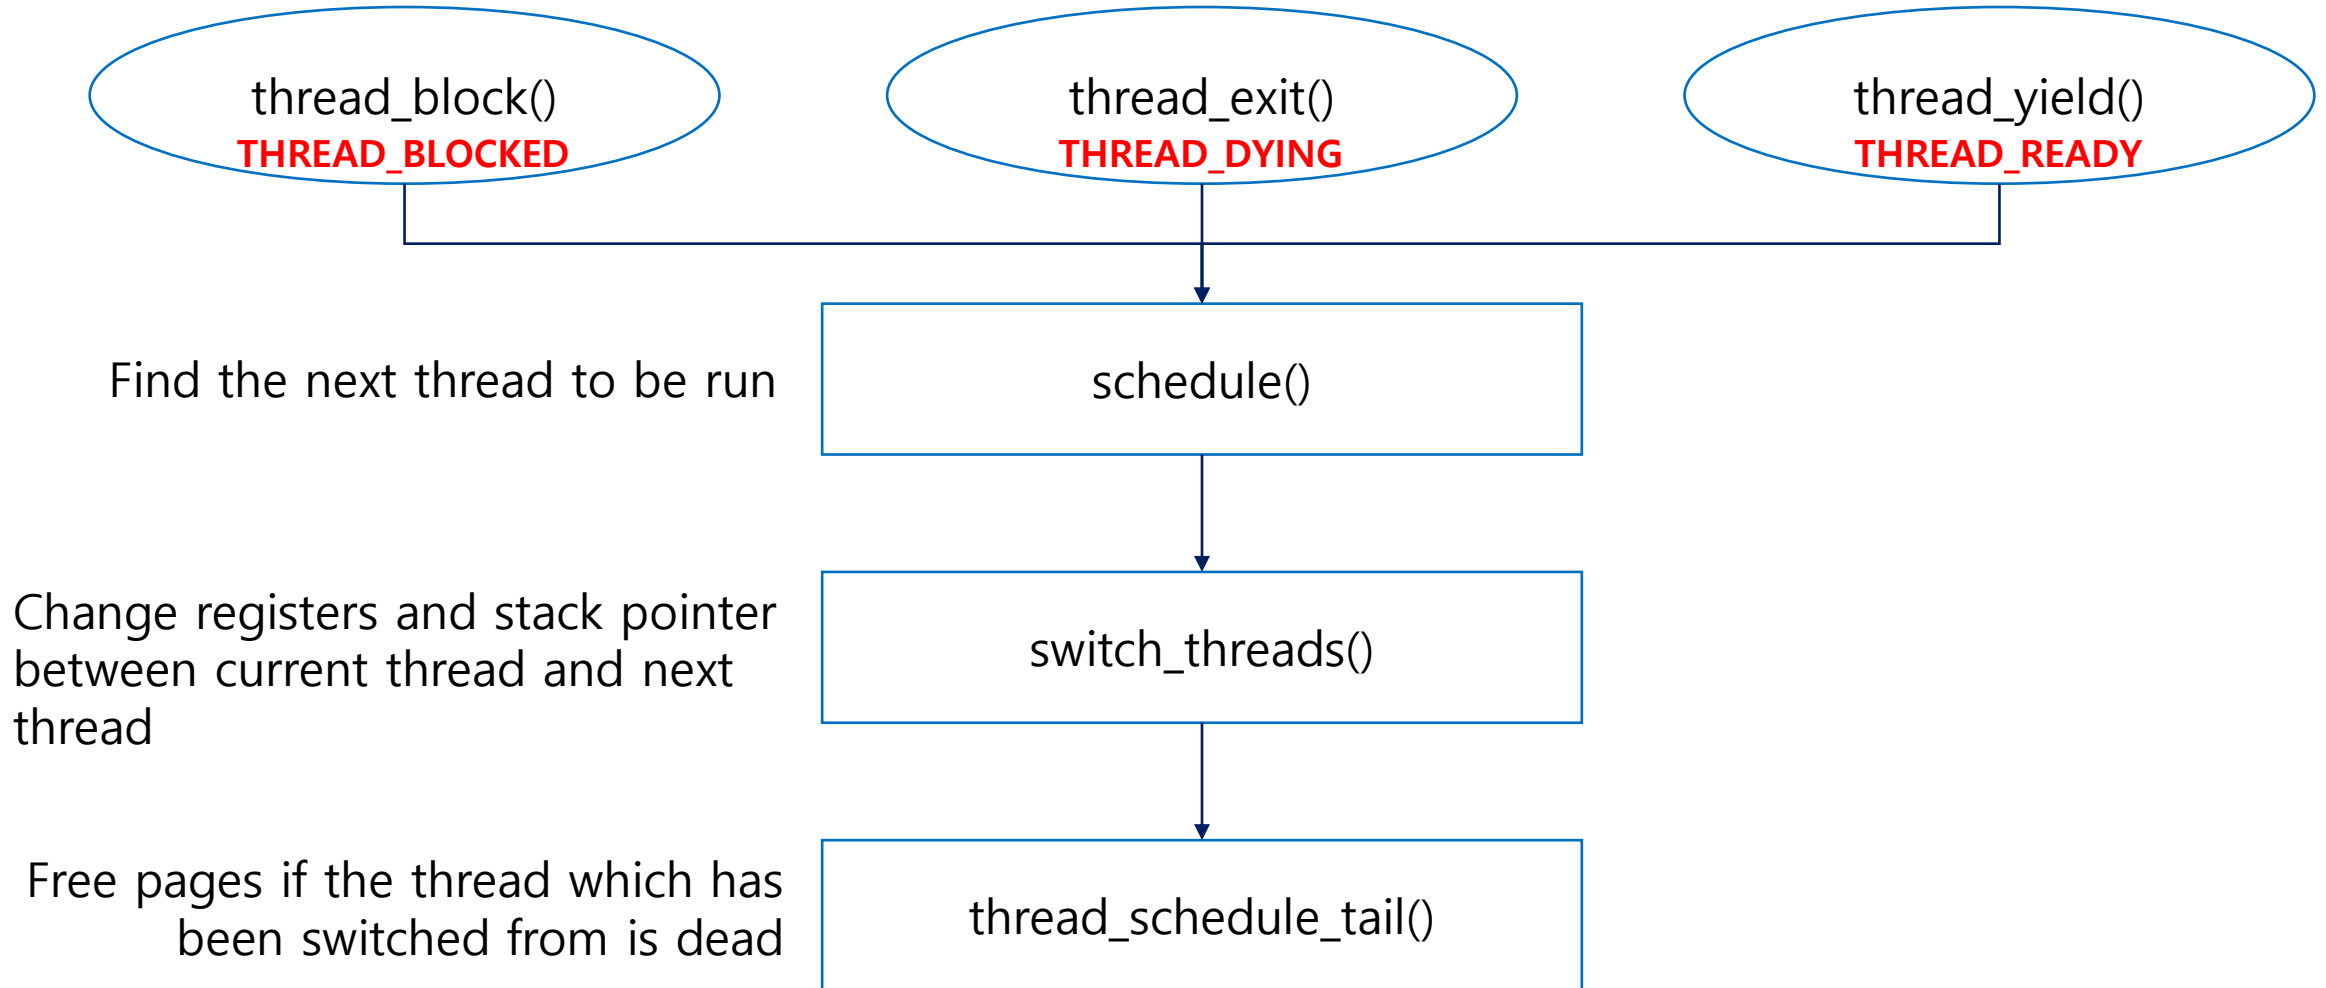 thread_block()
THREAD_BLOCKED
thread_exit()
THREAD_DYING
thread_yield()
THREAD_READY
Find the next thread to be run
schedule()
Change registers and stack pointer
between current thread and next
thread
switch_threads()
Free pages if the thread which has
been switched from is dead
thread_schedule_tail()